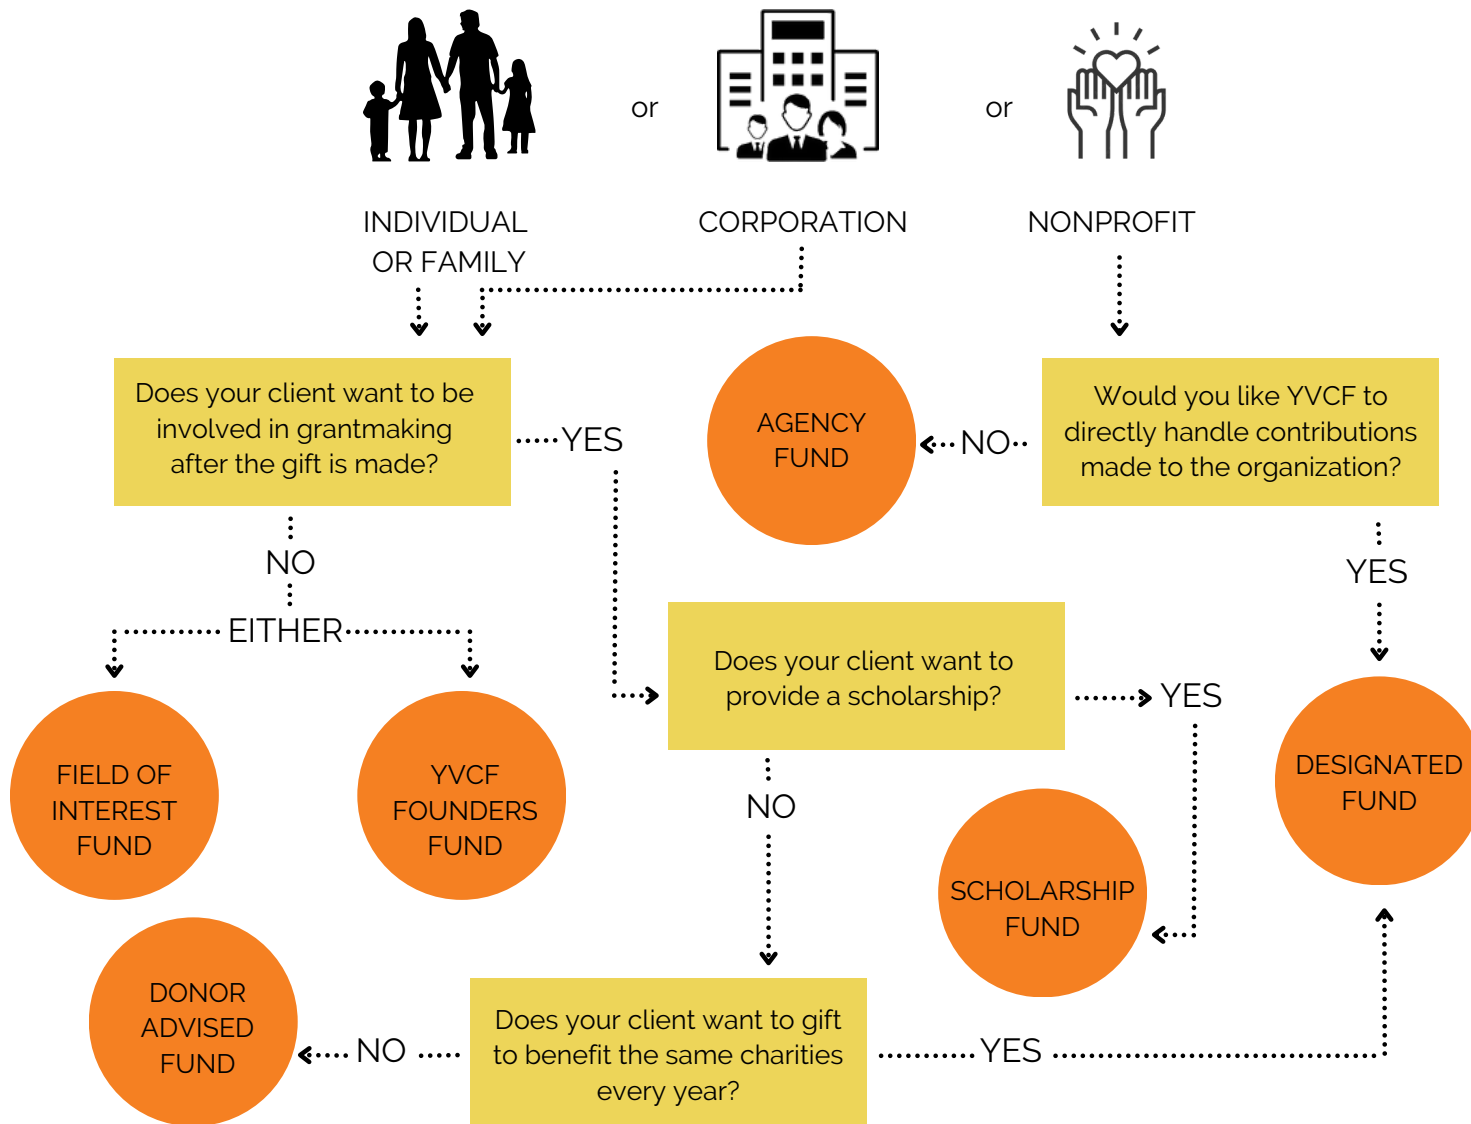 or
or
INDIVIDUAL
OR FAMILY
CORPORATION
NONPROFIT
Does your client want to be
involved in grantmaking
after the gift is made?
YES
AGENCY
FUND
NO
Would you like YVCF to
directly handle contributions
made to the organization?
NO
YES
EITHER
Does your client want to
provide a scholarship?
YES
FIELD OF
INTEREST
FUND
YVCF
FOUNDERS
FUND
NO
DESIGNATED
FUND
SCHOLARSHIP
FUND
DONOR
ADVISED
FUND
NO
Does your client want to gift
to benefit the same charities
every year?
YES